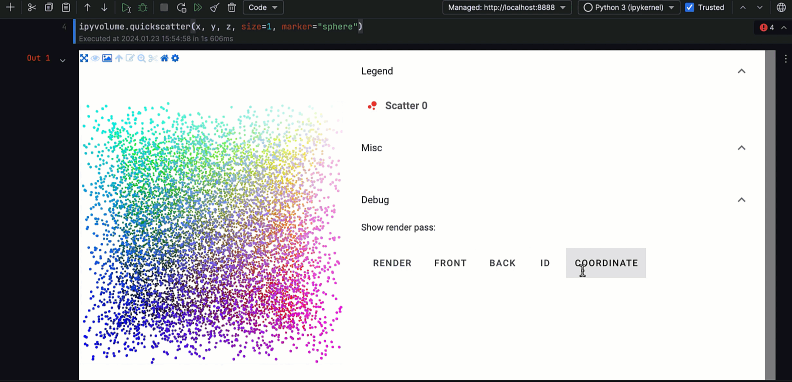 Code
Managed: http://localhost:8888
Python 3 (ipykernel)
Trusted
4
ipyvolume.quickscatter(x, y, z, size=1, marker="sphere")
4
Executed at 2024.01.23 15:54:58 in 1s 606ms
Out 1
Legend
Scatter 0
Misc
Debug
Show render pass:
RENDER FRONT BACK ID COORDINATE